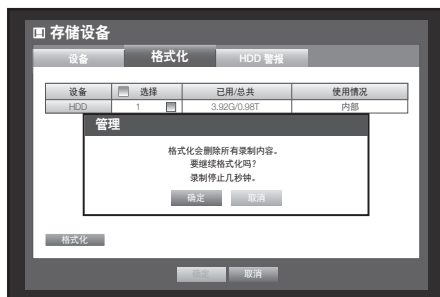 存储设备
设备 格式化 HDD 警报
设备 选择 已用/总共 使用情况
HDD 1 3.92G/0.98T 内部
管理
格式化会删除所有录制内容。
要继续格式化吗?
录制停止几秒钟。
确定 取消
格式化
确定 取消